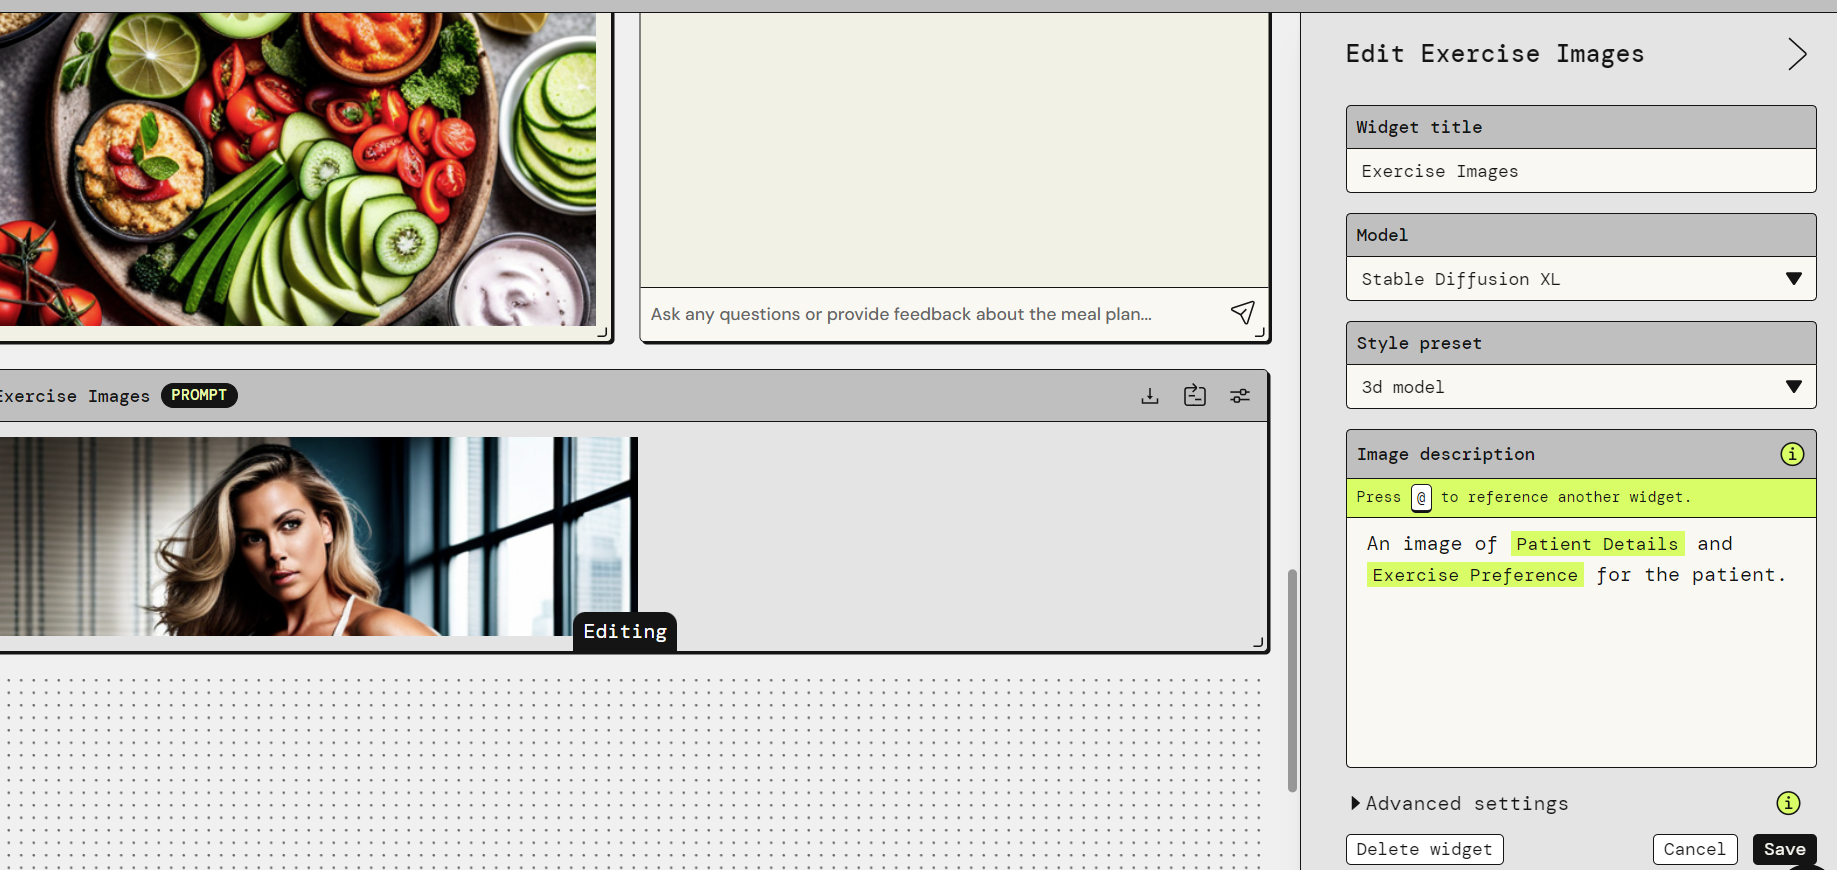 Ask any questions or provide feedback about the meal plan...
Exercise Images PROMPT
Editing
Edit Exercise Images
Widget title
Exercise Images
Model
Stable Diffusion XL
Style preset
3d model
Image description
i
Press @ to reference another widget.
An image of Patient Details and
Exercise Preference for the patient.
Advanced settings
i
Delete widget
Cancel
Save